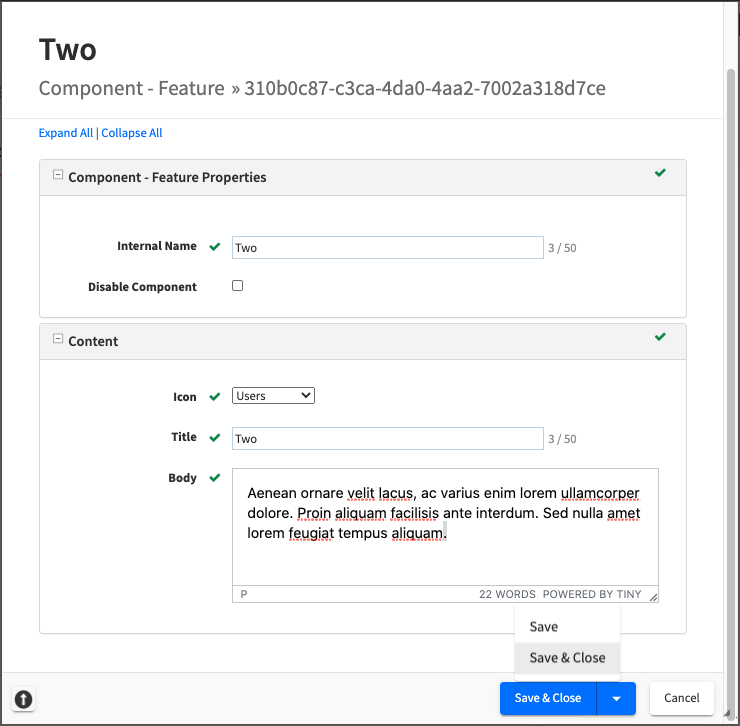 Two
Component - Feature » 310b0c87-c3ca-4da0-4aa2-7002a318d7ce
Expand All | Collapse All
Component - Feature Properties
Internal Name Two 3 / 50
Disable Component
Content
Icon Users
Title Two 3 / 50
Body
Aenean ornare velit lacus, ac varius enim lorem ullamcorper
dolore. Proin aliquam facilisis ante interdum. Sed nulla amet
lorem feugiat tempus aliquam.
P 22 WORDS POWERED BY TINY
Save
Save & Close
Save & Close Cancel